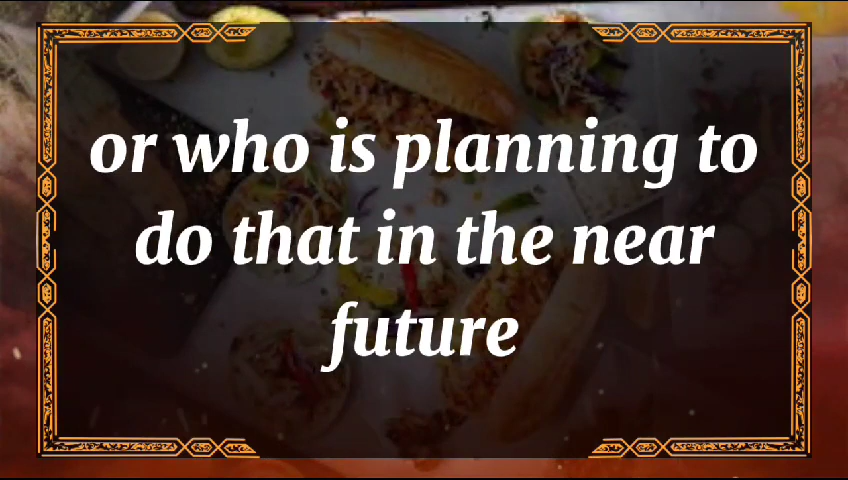 or who is planning to
do that in the near
future